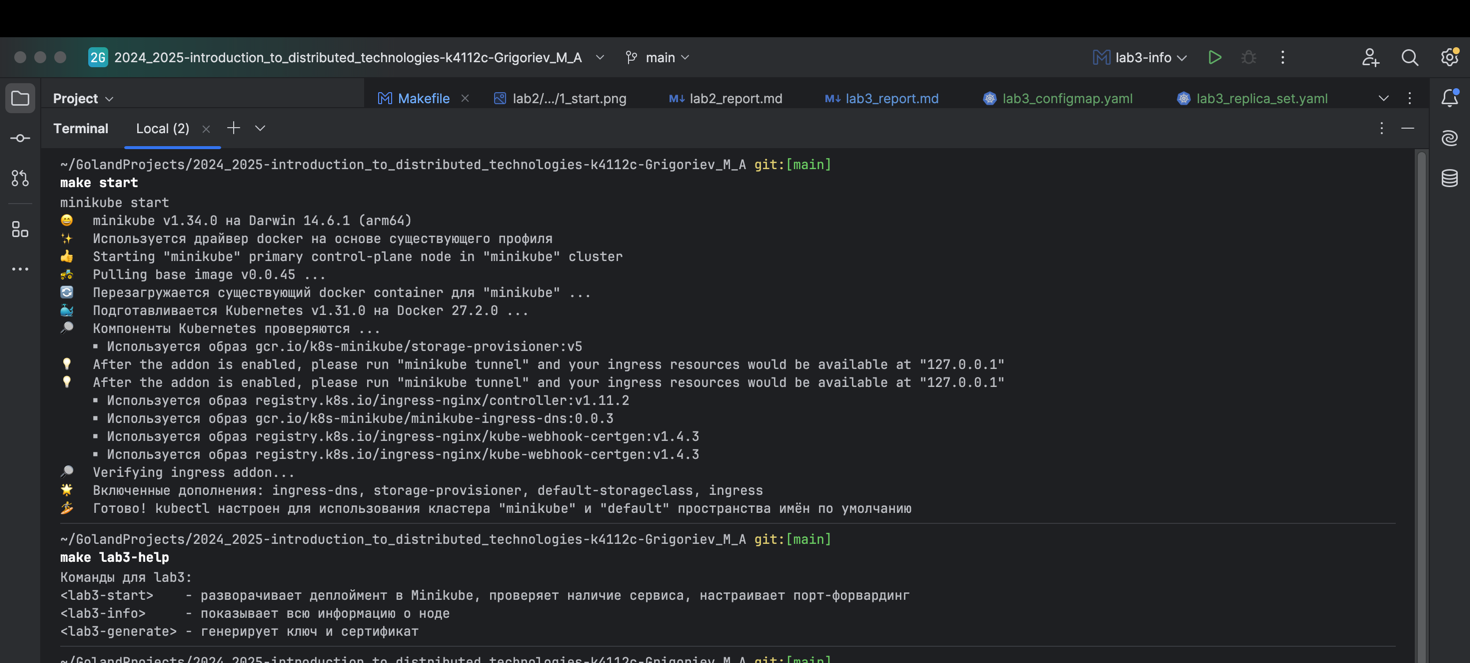 2G 2024_2025-introduction_to_distributed_technologies-k4112c-Grigoriev_M_A main lab3-info
Project Makefile lab2/.../1_start.png M↓ lab2_report.md M↓ lab3_report.md lab3_configmap.yaml lab3_replica_set.yaml
Terminal Local (2)
~/GolandProjects/2024_2025-introduction_to_distributed_technologies-k4112c-Grigoriev_M_A git:[main]
make start
minikube start
😄 minikube v1.34.0 на Darwin 14.6.1 (arm64)
✨ Используется драйвер docker на основе существующего профиля
👍 Starting "minikube" primary control-plane node in "minikube" cluster
🚜 Pulling base image v0.0.45 ...
🔄 Перезагружается существующий docker container для "minikube" ...
🐳 Подготавливается Kubernetes v1.31.0 на Docker 27.2.0 ...
🔎 Компоненты Kubernetes проверяются ...
▪ Используется образ gcr.io/k8s-minikube/storage-provisioner:v5
💡 After the addon is enabled, please run "minikube tunnel" and your ingress resources would be available at "127.0.0.1"
💡 After the addon is enabled, please run "minikube tunnel" and your ingress resources would be available at "127.0.0.1"
▪ Используется образ registry.k8s.io/ingress-nginx/controller:v1.11.2
▪ Используется образ gcr.io/k8s-minikube/minikube-ingress-dns:0.0.3
▪ Используется образ registry.k8s.io/ingress-nginx/kube-webhook-certgen:v1.4.3
▪ Используется образ registry.k8s.io/ingress-nginx/kube-webhook-certgen:v1.4.3
🔎 Verifying ingress addon...
🌟 Включенные дополнения: ingress-dns, storage-provisioner, default-storageclass, ingress
🏄 Готово! kubectl настроен для использования кластера "minikube" и "default" пространства имён по умолчанию
~/GolandProjects/2024_2025-introduction_to_distributed_technologies-k4112c-Grigoriev_M_A git:[main]
make lab3-help
Команды для lab3:
<lab3-start> - разворачивает деплоймент в Minikube, проверяет наличие сервиса, настраивает порт-форвардинг
<lab3-info> - показывает всю информацию о ноде
<lab3-generate> - генерирует ключ и сертификат
~/GolandProjects/2024_2025-introduction_to_distributed_technologies-k4112c-Grigoriev_M_A git:[main]